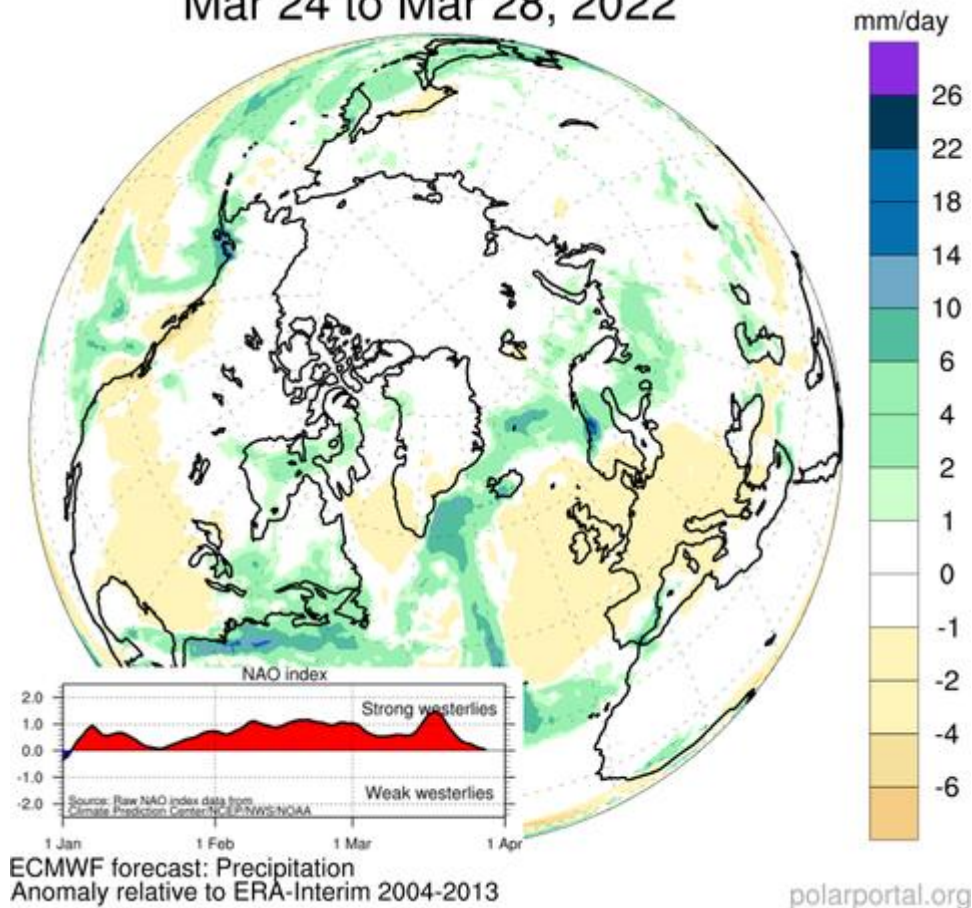 Mar 24 to Mar 28, 2022
mm/day
26
22
18
14
10
6
4
2
1
0
-1
-2
-4
-6
NAO index
2.0
1.0
0.0
-1.0
-2.0
Strong westerlies
Weak westerlies
Source: Raw NAO index data from
Climate Prediction Center/NCEP/NWS/NOAA
1 Jan 1 Feb 1 Mar 1 Apr
ECMWF forecast: Precipitation
Anomaly relative to ERA-Interim 2004-2013
polarportal.org